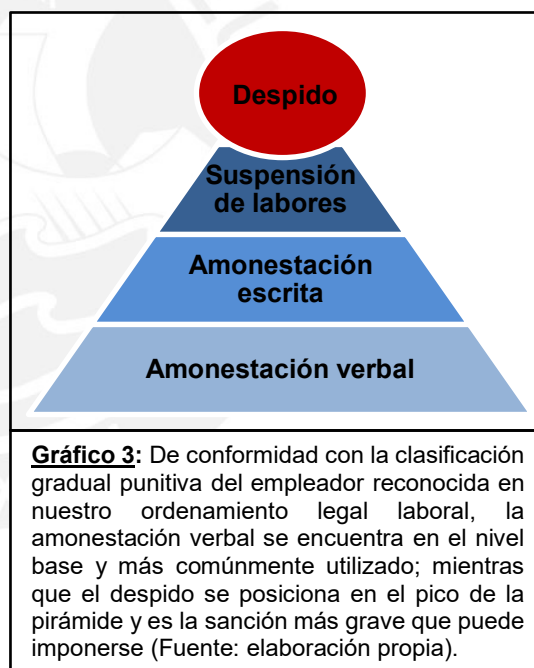 Despido
Suspensión
de labores
Amonestación
escrita
Amonestación verbal
Gráfico 3: De conformidad con la clasificación
gradual punitiva del empleador reconocida en
nuestro ordenamiento legal laboral, la
amonestación verbal se encuentra en el nivel
base y más comúnmente utilizado; mientras
que el despido se posiciona en el pico de la
pirámide y es la sanción más grave que puede
imponerse (Fuente: elaboración propia).